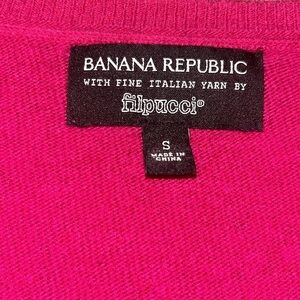 BANANA REPUBLIC
WITH FINE ITALIAN YARN BY
filpucci®
S
MADE IN
CHINA